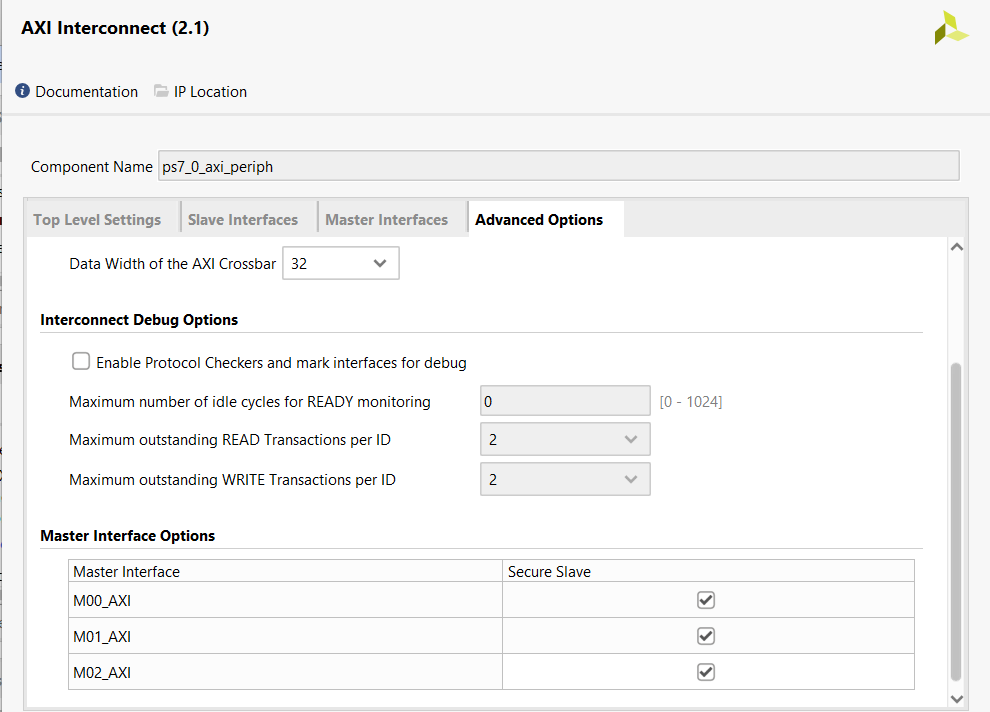 AXI Interconnect (2.1)
Documentation IP Location
Component Name ps7_0_axi_periph
Top Level Settings Slave Interfaces Master Interfaces Advanced Options
Data Width of the AXI Crossbar 32
Interconnect Debug Options
Enable Protocol Checkers and mark interfaces for debug
Maximum number of idle cycles for READY monitoring 0 [0 - 1024]
Maximum outstanding READ Transactions per ID 2
Maximum outstanding WRITE Transactions per ID 2
Master Interface Options
Master Interface Secure Slave
M00_AXI
M01_AXI
M02_AXI